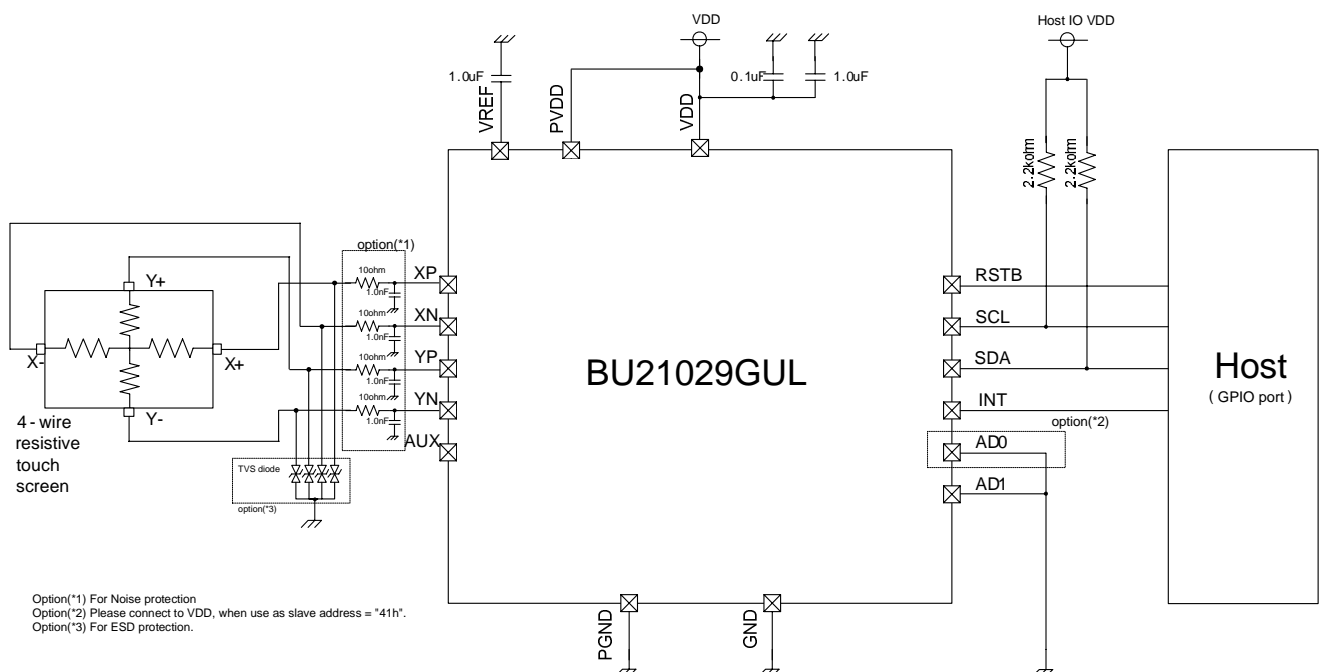 VDD
Host IO VDD
1.0uF
0.1uF
1.0uF
VREF
PVDD
VDD
2.2kohm
2.2kohm
option(*1)
10ohm
1.0nF
XP
10ohm
1.0nF
XN
10ohm
1.0nF
YP
10ohm
1.0nF
YN
AUX
Y+
X-
X+
Y-
4-wire
resistive
touch
screen
TVS diode
option(*3)
BU21029GUL
RSTB
SCL
SDA
INT
option(*2)
AD0
AD1
Host
( GPIO port )
PGND
GND
Option(*1) For Noise protection
Option(*2) Please connect to VDD, when use as slave address = "41h".
Option(*3) For ESD protection.